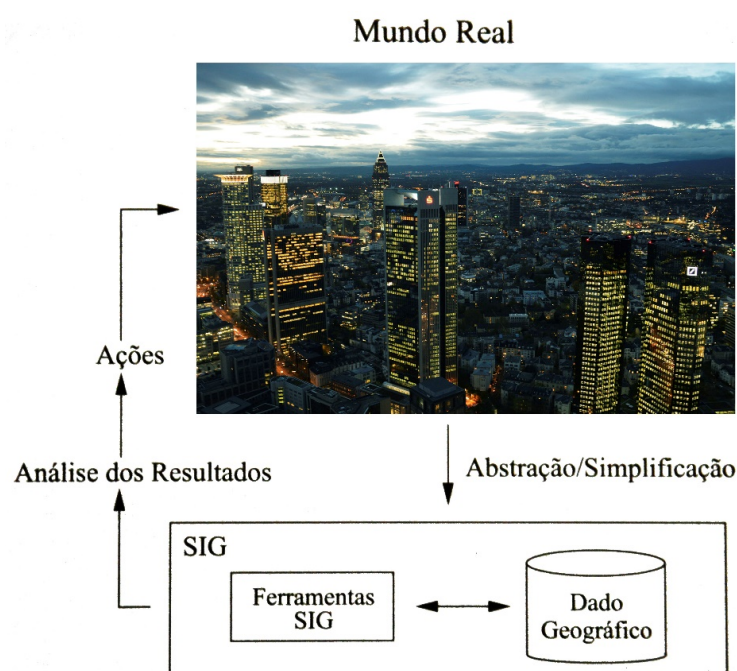 Mundo Real
Ações
Análise dos Resultados
Abstração/Simplificação
SIG
Ferramentas
SIG
Dado
Geográfico